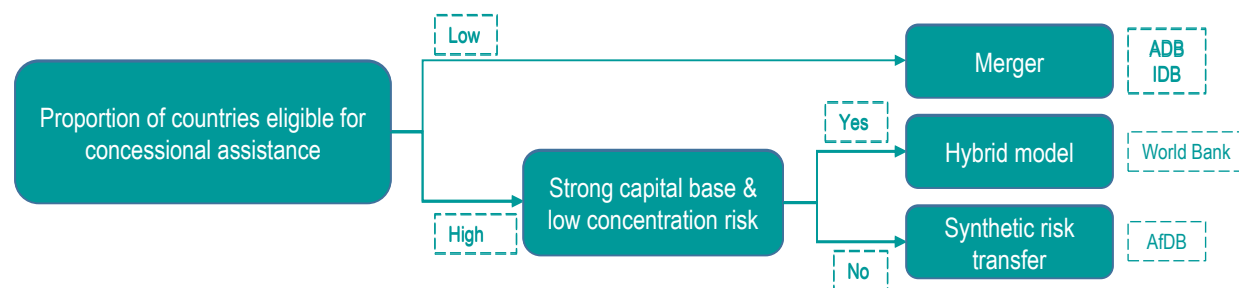 Low
Merger
ADB
IDB
Proportion of countries eligible for
concessional assistance
Yes
Hybrid model
World Bank
Strong capital base &
low concentration risk
High
Synthetic risk
transfer
AfDB
No